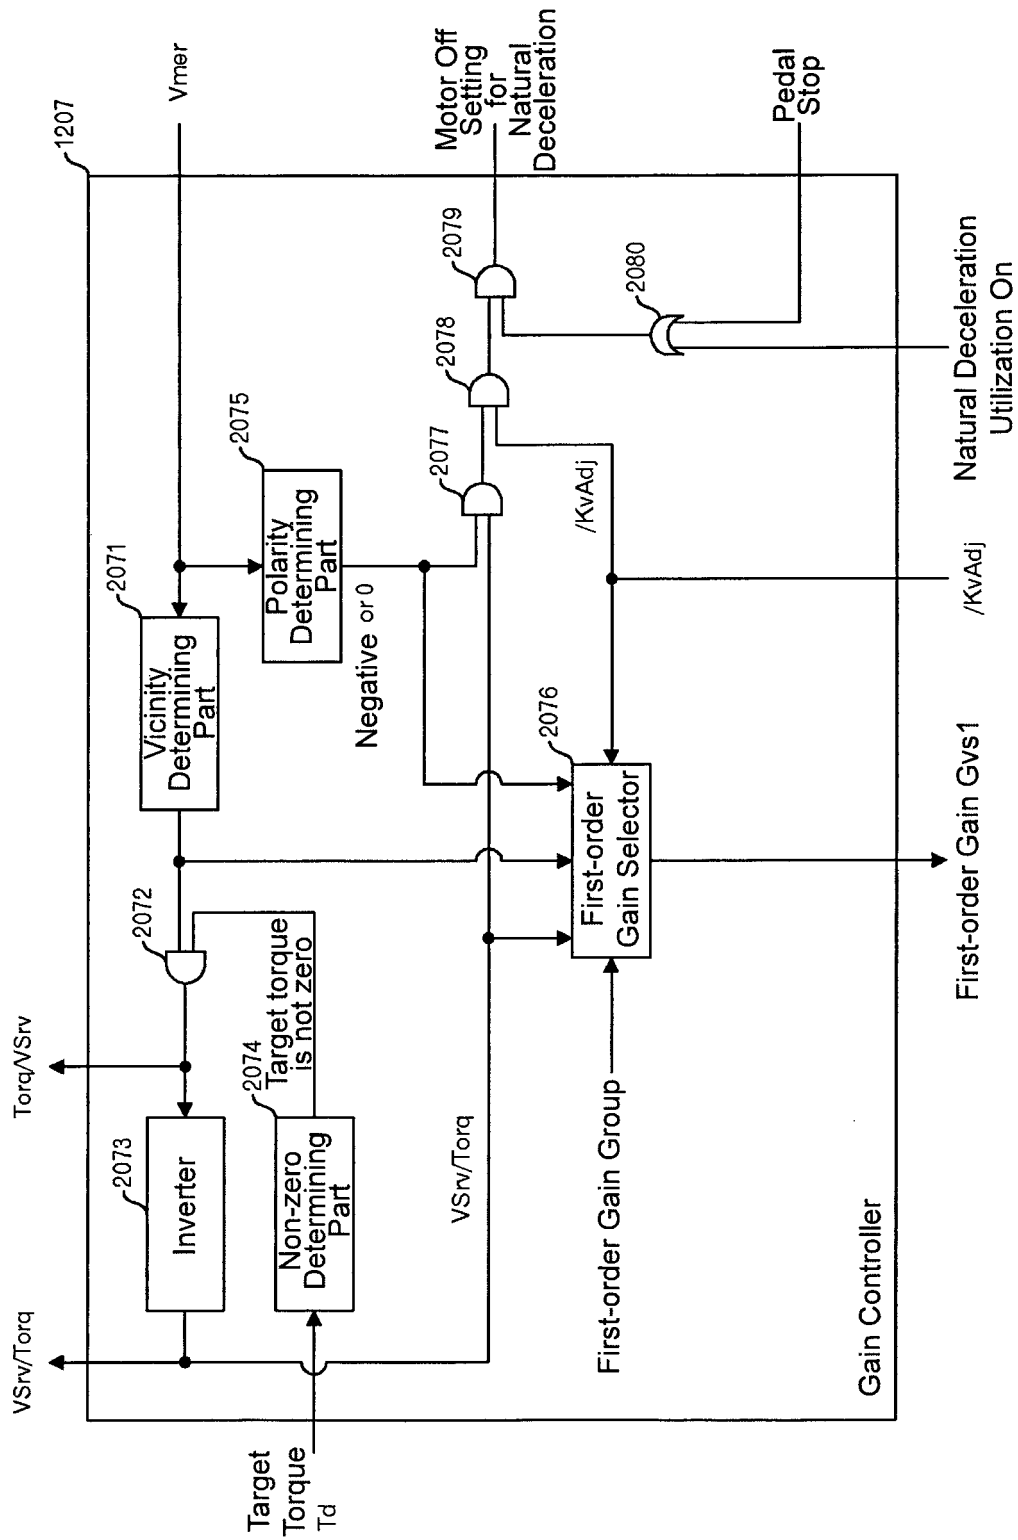 1207
Vmer
Motor Off
Setting
for
Natural
Deceleration
Pedal
Stop
2079
2080
2078
2075
2077
2071
Polarity
Determining
Part
Negative or 0
Vicinity
Determining
Part
/KvAdj
/KvAdj
Natural Deceleration
Utilization On
2076
First-order
Gain Selector
First-order Gain Gvs1
2072
Target torque
is not zero
2074
Torq/VSrv
2073
Inverter
Non-zero
Determining
Part
VSrv/Torq
VSrv/Torq
First-order Gain Group
Gain Controller
Target
Torque
Td